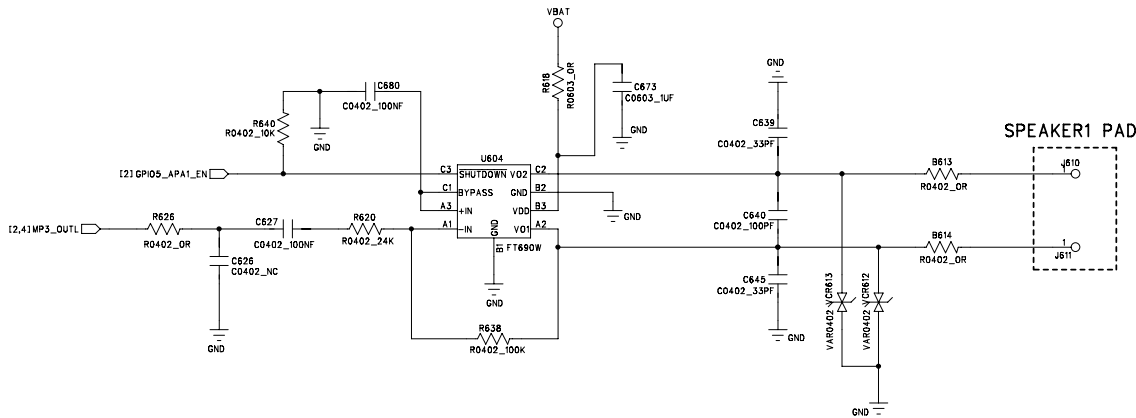 VBAT
R618
R0603_0R
C673
C0603_1UF
GND
C680
C0402_100NF
GND
R640
R0402_10K
[2]GPIO5_APA1_EN
U604
C3 SHUTDOWN VO2 C2
C1 BYPASS GND B2
A3 +IN VDD B3
A1 -IN VO1 A2
GND
B1
FT690W
GND
GND
[2,4]MP3_OUTL
R626
R0402_0R
C627
C0402_100NF
R620
R0402_24K
C626
C0402_NC
GND
R638
R0402_100K
GND
C639
C0402_33PF
C640
C0402_100PF
C645
C0402_33PF
GND
B613
R0402_0R
B614
R0402_0R
VAR0402 VCR613
VAR0402 VCR612
GND
SPEAKER1 PAD
J610
1
1
J611